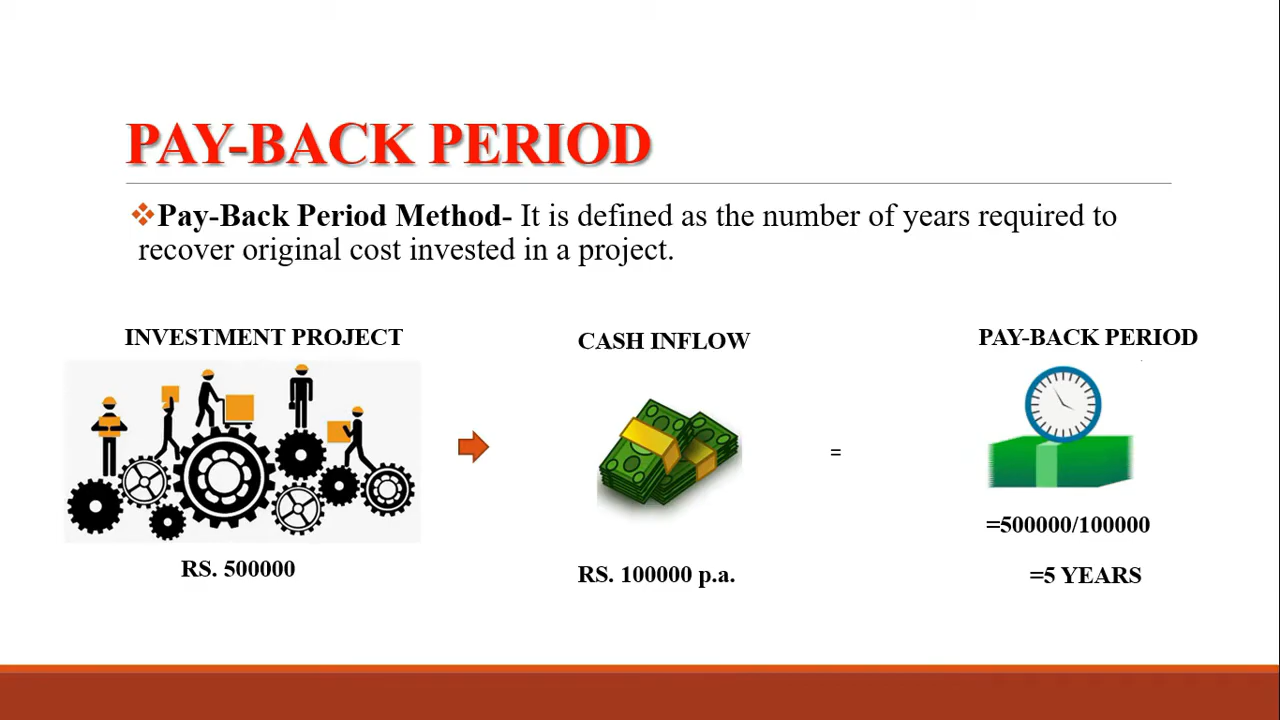 PAY-BACK PERIOD
❖Pay-Back Period Method- It is defined as the number of years required to
recover original cost invested in a project.
INVESTMENT PROJECT
CASH INFLOW
PAY-BACK PERIOD
=
=500000/100000
RS. 500000
RS. 100000 p.a.
=5 YEARS